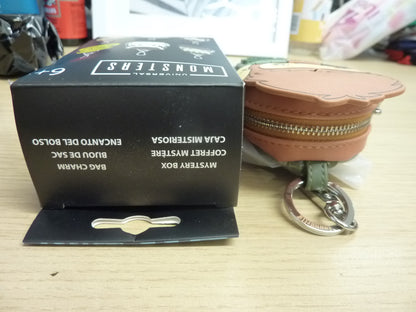 6+
UNIVERSAL
MONSTERS
MYSTERY BOX
COFFRET MYSTÈRE
CAJA MISTERIOSA
BAG CHARM
BIJOU DE SAC
ENCANTO DEL BOLSO